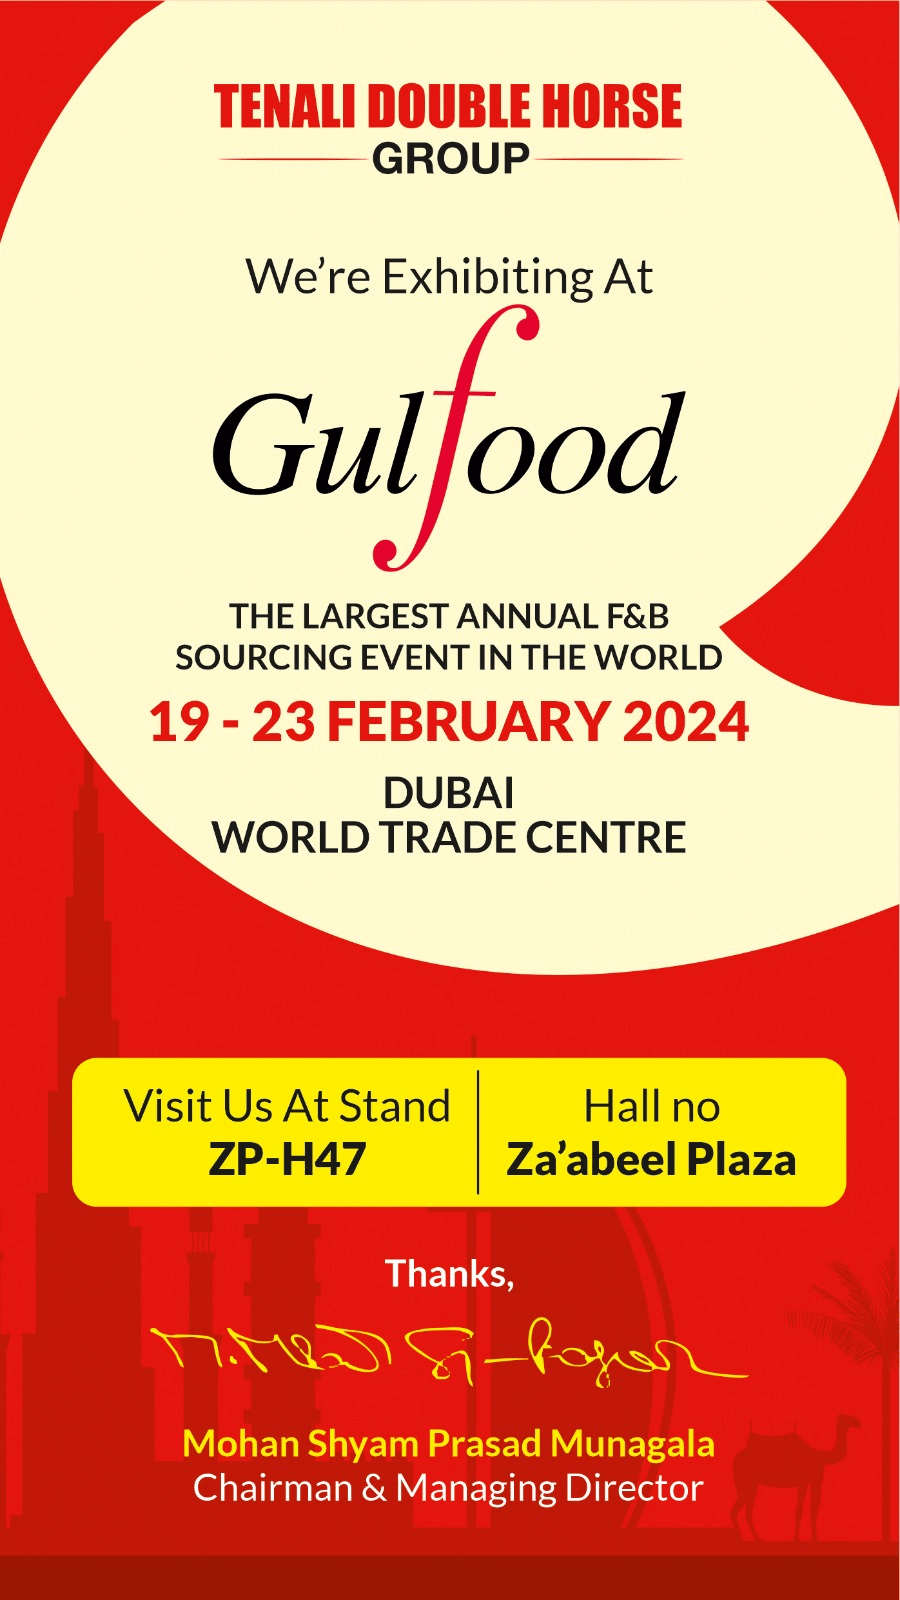 TENALI DOUBLE HORSE
GROUP
We’re Exhibiting At
Gulfood
THE LARGEST ANNUAL F&B
SOURCING EVENT IN THE WORLD
19 - 23 FEBRUARY 2024
DUBAI
WORLD TRADE CENTRE
Visit Us At Stand
ZP-H47
Hall no
Za’abeel Plaza
Thanks,
Mohan Shyam Prasad Munagala
Chairman & Managing Director